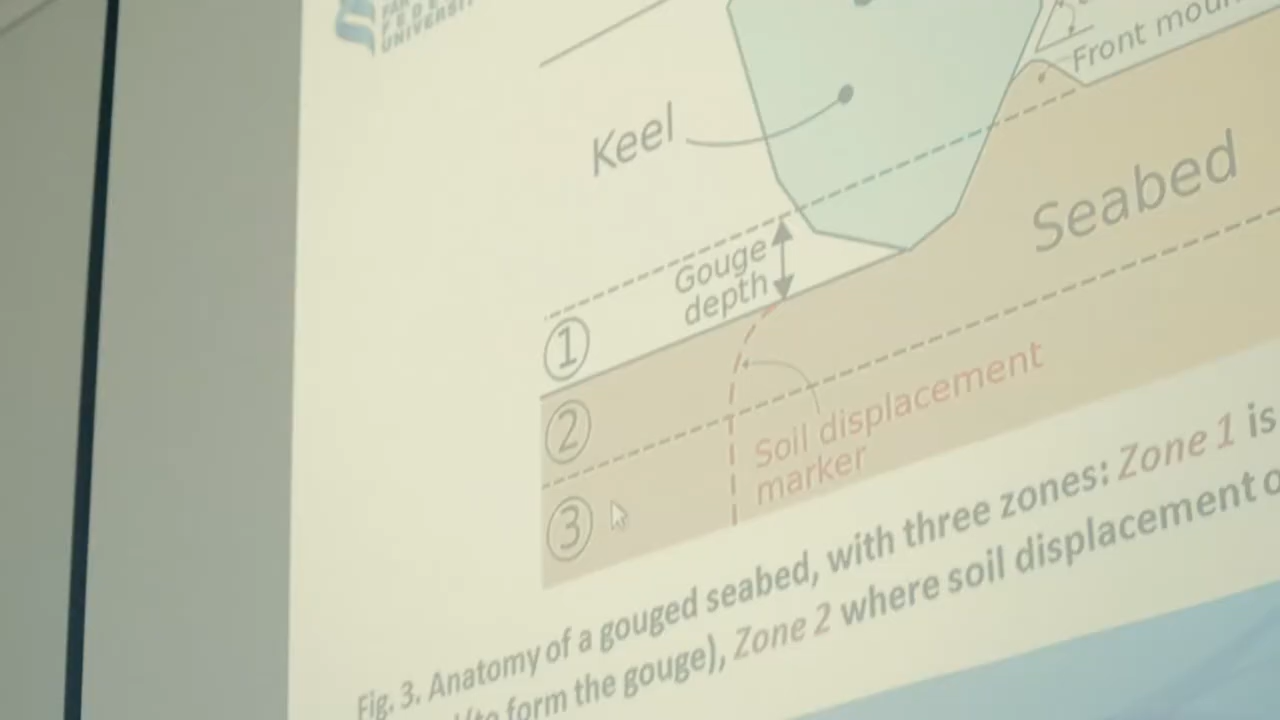 UNIVERSIT
Front mou
Keel
Seabed
Gouge
depth
1
2
Soil displacement
marker
3
Fig. 3. Anatomy of a gouged seabed, with three zones: Zone 1 is
form the gouge), Zone 2 where soil displacement o